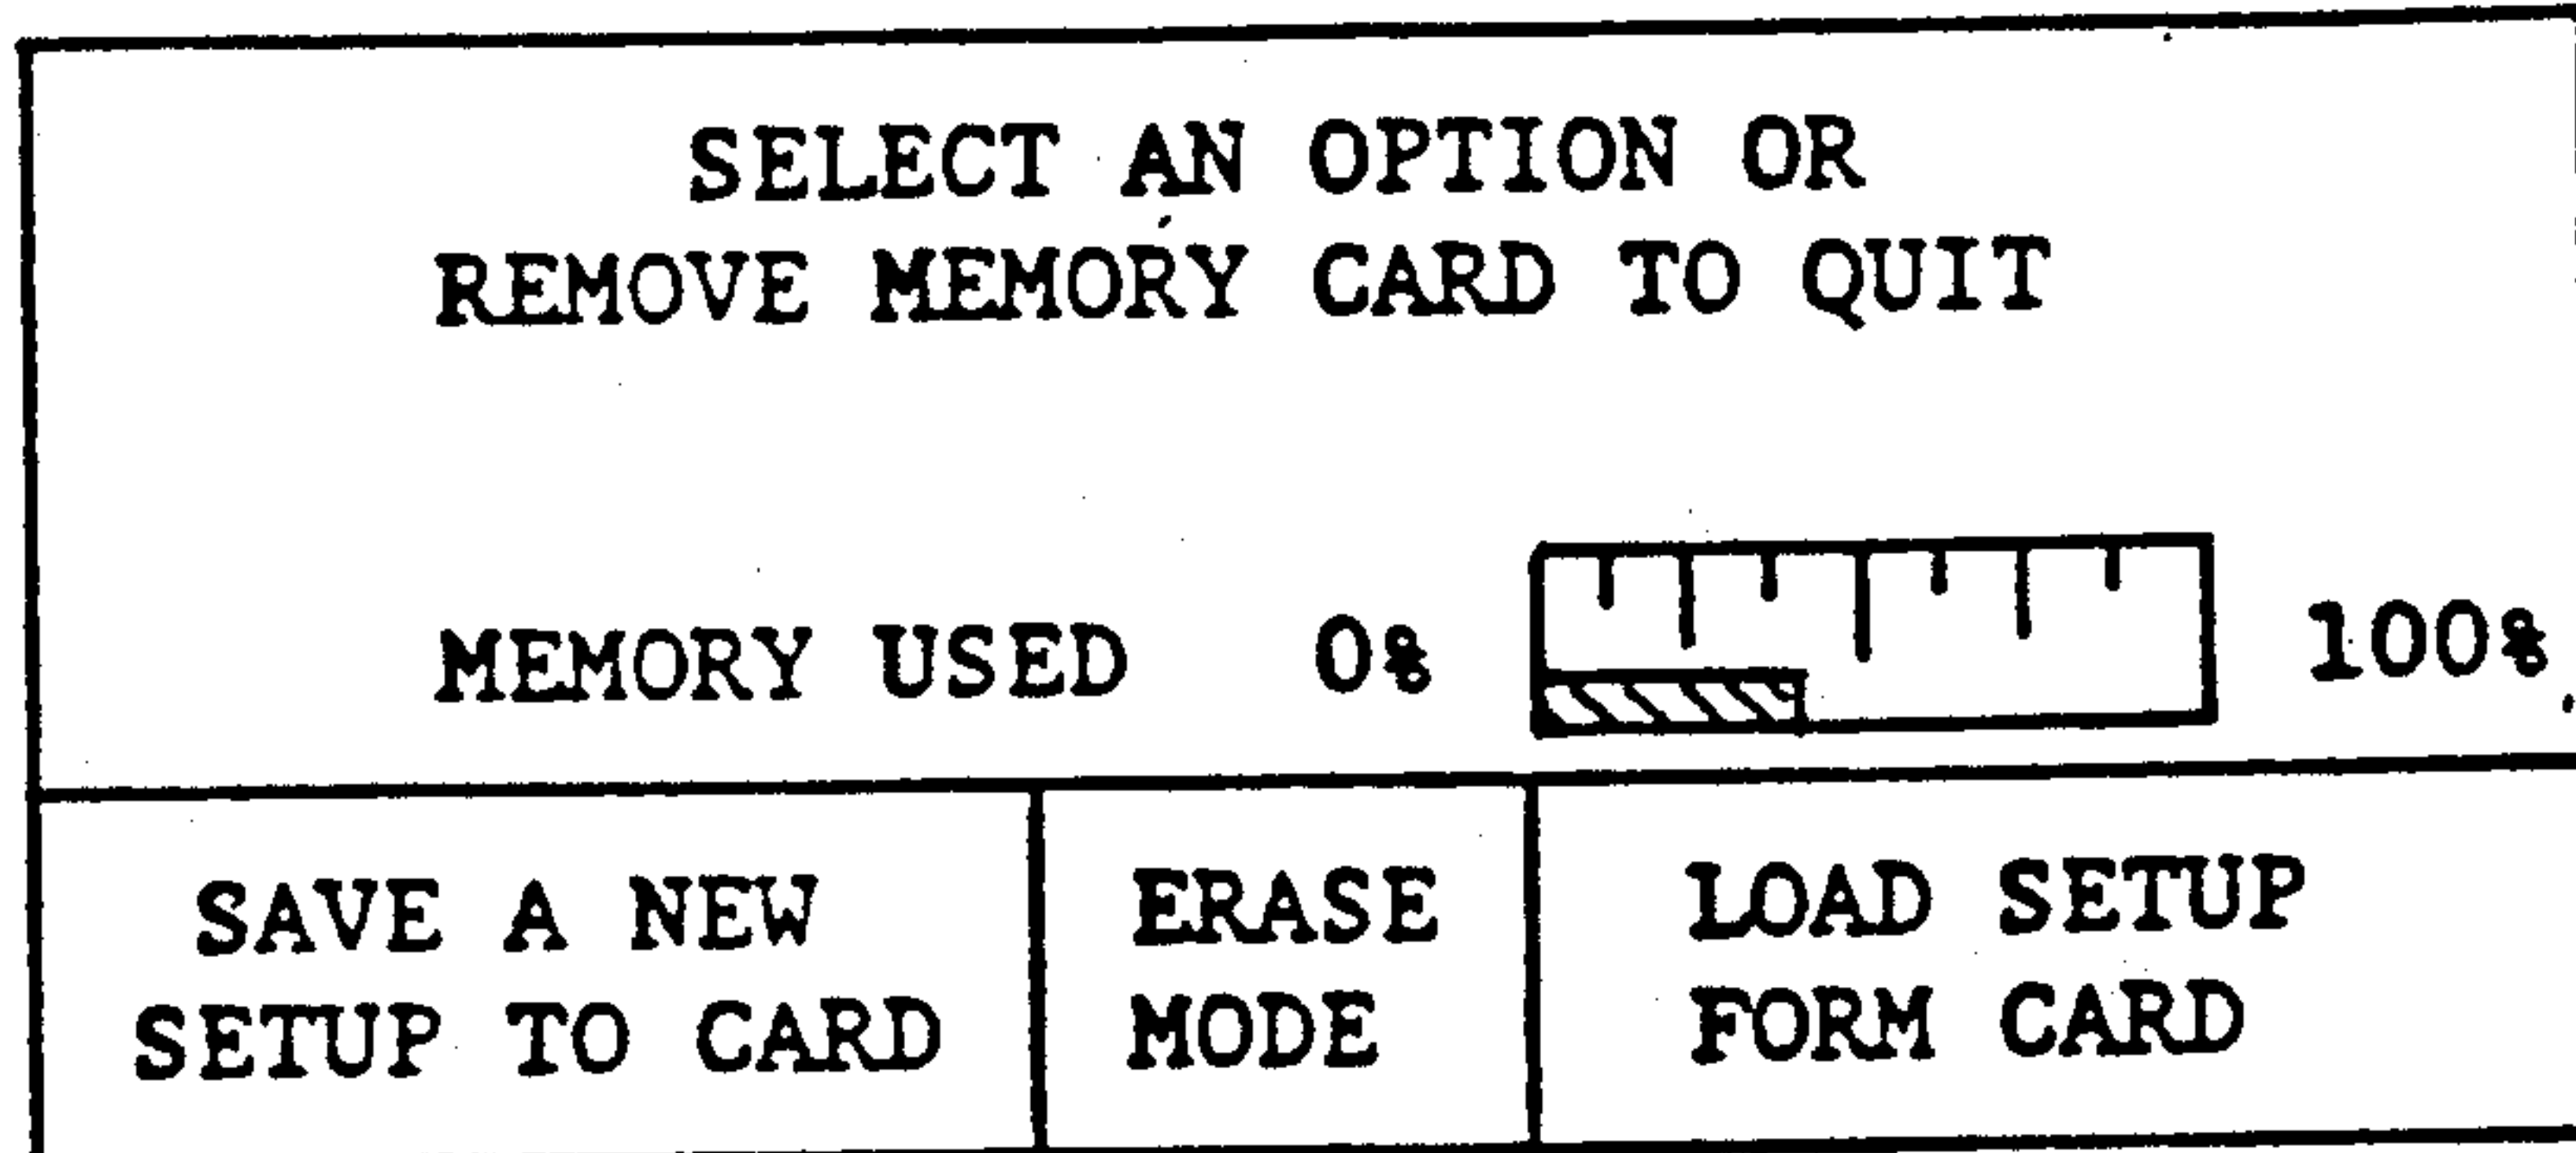 SELECT AN OPTION OR
REMOVE MEMORY CARD TO QUIT
MEMORY USED 0% 100%
SAVE A NEW
SETUP TO CARD
ERASE
MODE
LOAD SETUP
FORM CARD